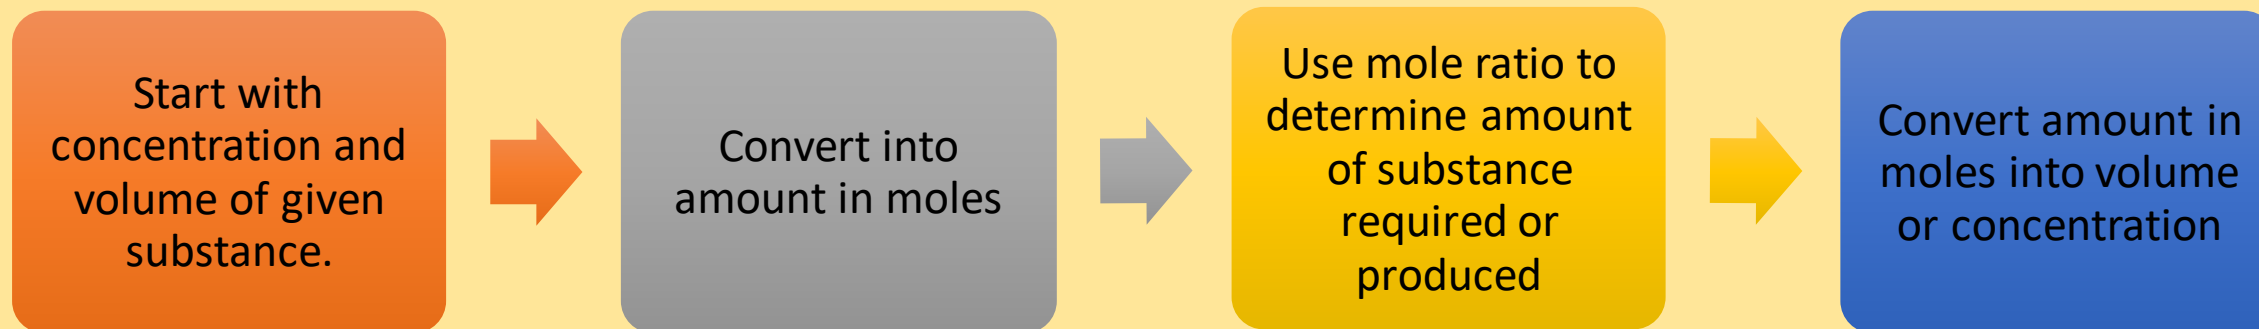 Start with
concentration and
volume of given
substance.
Convert into
amount in moles
Use mole ratio to
determine amount
of substance
required or
produced
Convert amount in
moles into volume
or concentration